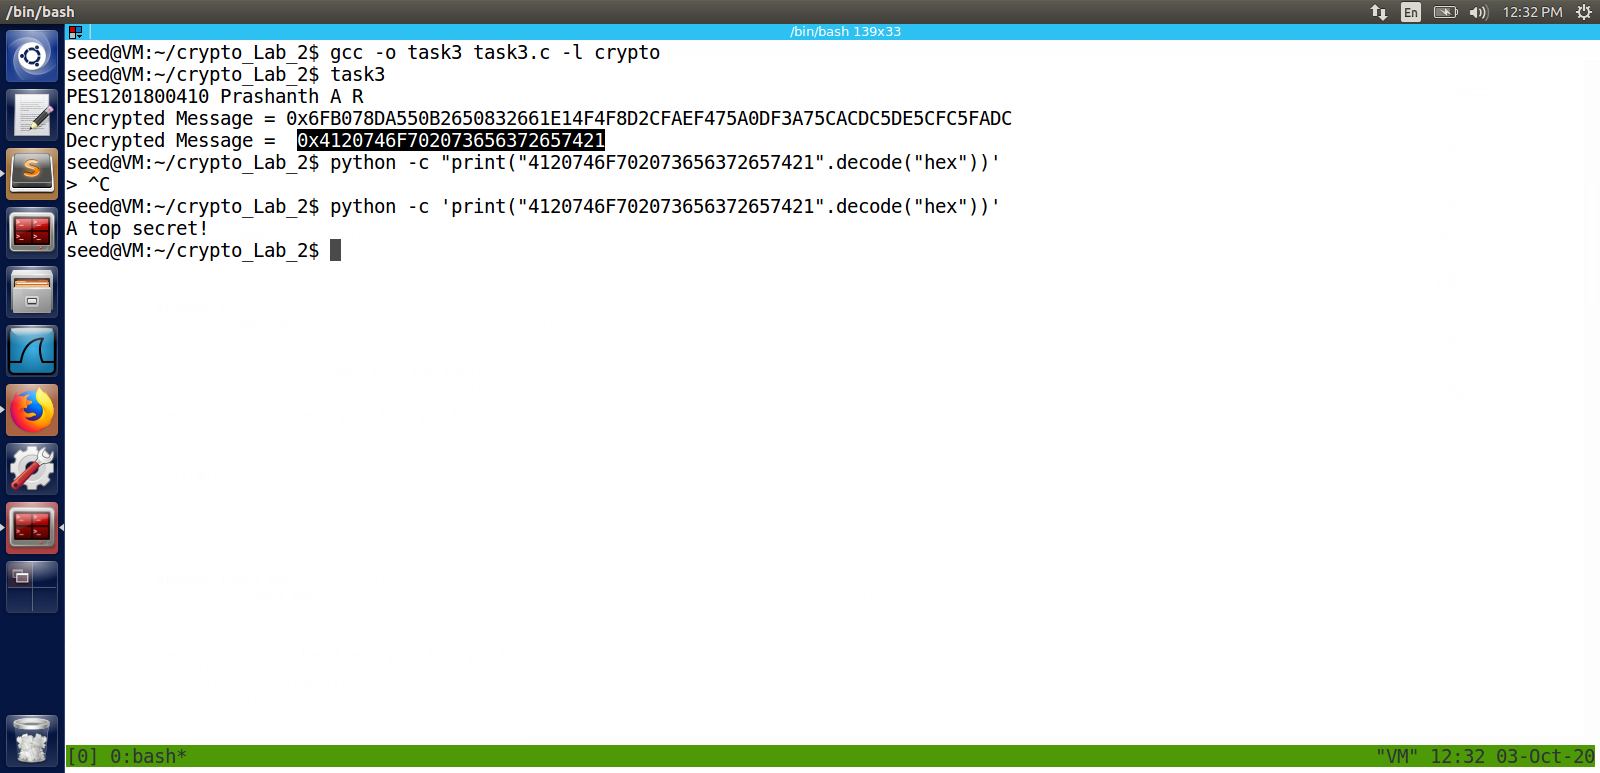 /bin/bash
En
12:32 PM
/bin/bash 139x33
seed@VM:~/crypto_Lab_2$ gcc -o task3 task3.c -l crypto
seed@VM:~/crypto_Lab_2$ task3
PES1201800410 Prashanth A R
encrypted Message = 0x6FB078DA550B2650832661E14F4F8D2CFAEF475A0DF3A75CACDC5DE5CFC5FADC
Decrypted Message =  0x4120746F702073656372657421
seed@VM:~/crypto_Lab_2$ python -c "print("4120746F702073656372657421".decode("hex"))'
> ^C
seed@VM:~/crypto_Lab_2$ python -c 'print("4120746F702073656372657421".decode("hex"))'
A top secret!
seed@VM:~/crypto_Lab_2$
[0] 0:bash*
"VM" 12:32 03-Oct-20